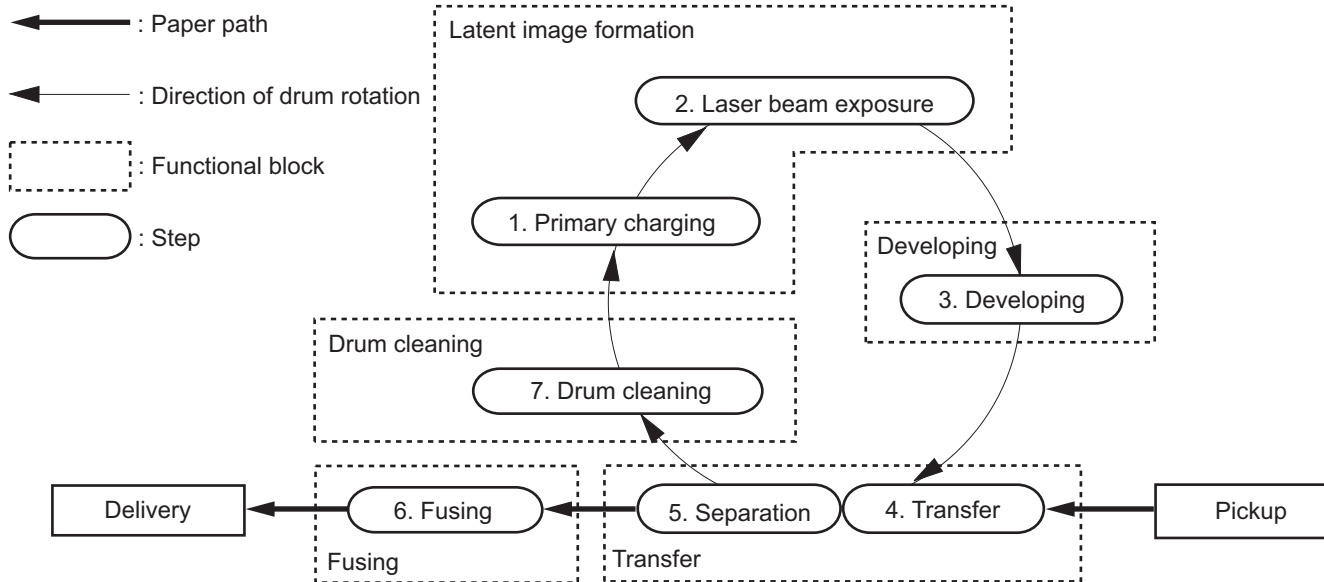 : Paper path
: Direction of drum rotation
: Functional block
: Step
Latent image formation
2. Laser beam exposure
1. Primary charging
Developing
3. Developing
Drum cleaning
7. Drum cleaning
Delivery
6. Fusing
5. Separation
4. Transfer
Pickup
Fusing
Transfer